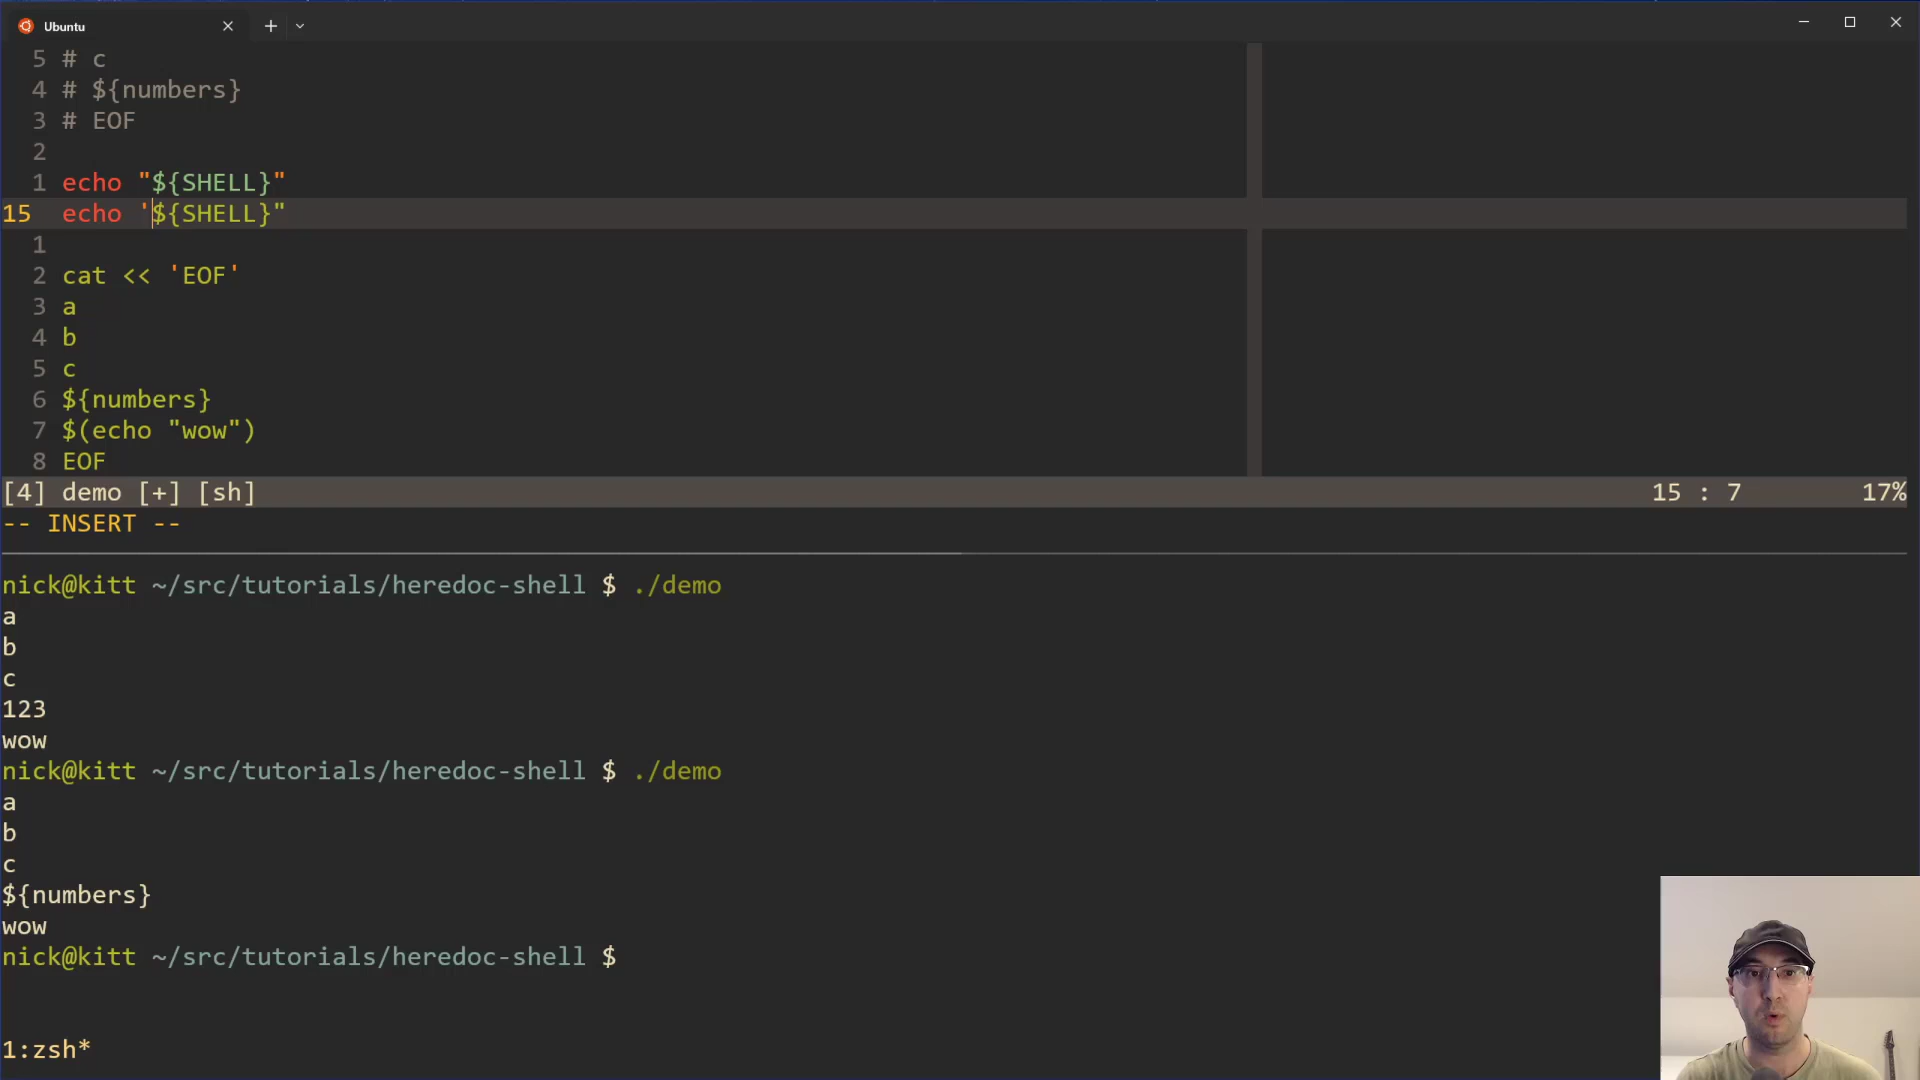 Ubuntu
5 # c
4 # ${numbers}
3 # EOF
2
1 echo "${SHELL}"
15 echo '${SHELL}"
1
2 cat << 'EOF'
3 a
4 b
5 c
6 ${numbers}
7 $(echo "wow")
8 EOF
[4] demo [+] [sh] 15 : 7 17%
-- INSERT --
nick@kitt ~/src/tutorials/heredoc-shell $ ./demo
a
b
c
123
wow
nick@kitt ~/src/tutorials/heredoc-shell $ ./demo
a
b
c
${numbers}
wow
nick@kitt ~/src/tutorials/heredoc-shell $
1:zsh*